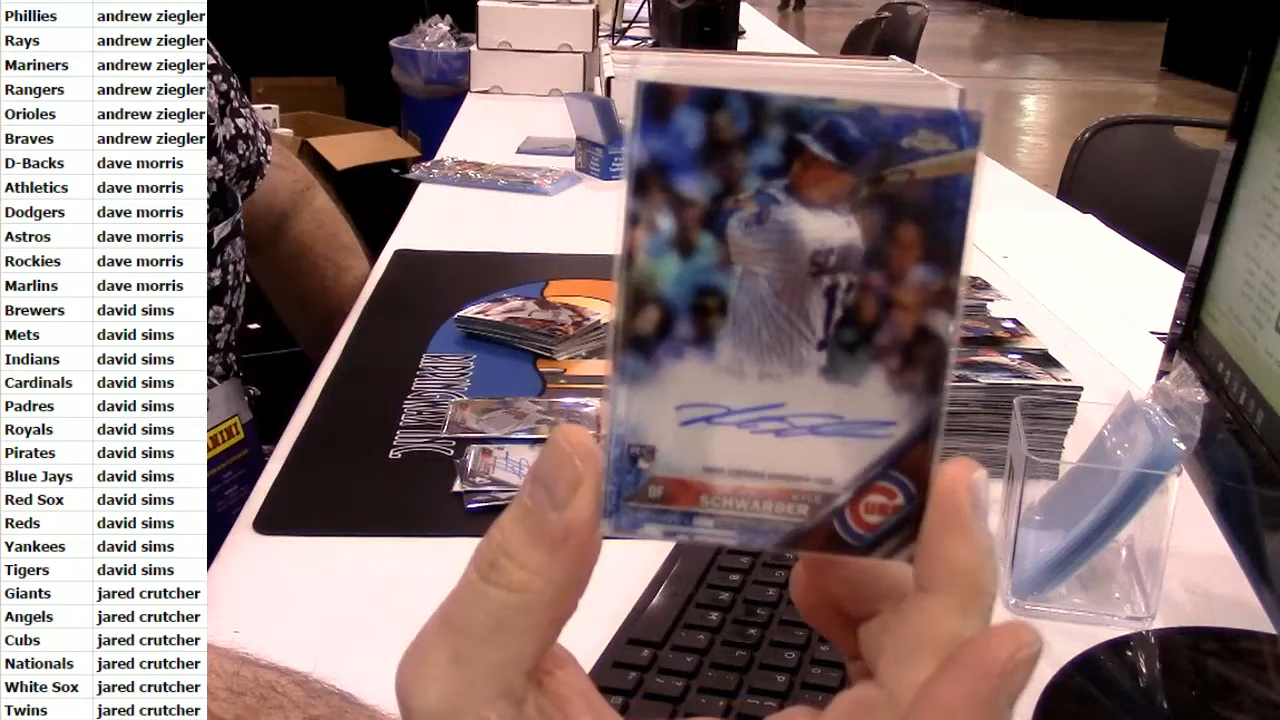 Phillies andrew ziegler
Rays andrew ziegler
Mariners andrew ziegler
Rangers andrew ziegler
Orioles andrew ziegler
Braves andrew ziegler
D-Backs dave morris
Athletics dave morris
Dodgers dave morris
Astros dave morris
Rockies dave morris
Marlins dave morris
Brewers david sims
Mets david sims
Indians david sims
Cardinals david sims
Padres david sims
Royals david sims
Pirates david sims
Blue Jays david sims
Red Sox david sims
Reds david sims
Yankees david sims
Tigers david sims
Giants jared crutcher
Angels jared crutcher
Cubs jared crutcher
Nationals jared crutcher
White Sox jared crutcher
Twins jared crutcher
PANINI
12
OF
SCHWARBER
CUBS